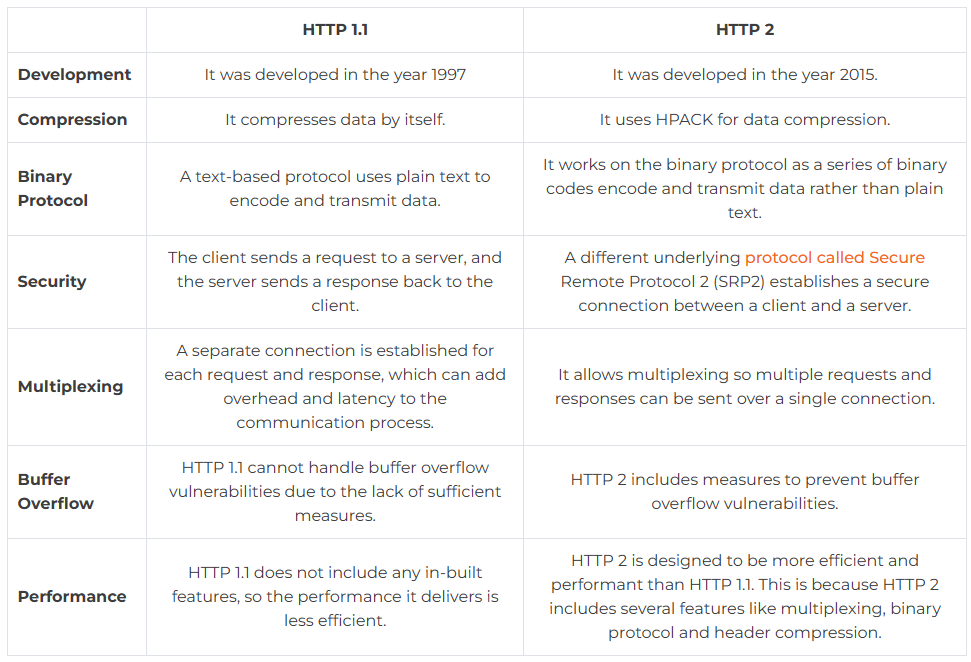 HTTP 1.1
HTTP 2
Development
It was developed in the year 1997
It was developed in the year 2015.
Compression
It compresses data by itself.
It uses HPACK for data compression.
Binary
Protocol
A text-based protocol uses plain text to
encode and transmit data.
It works on the binary protocol as a series of binary
codes encode and transmit data rather than plain
text.
Security
The client sends a request to a server, and
the server sends a response back to the
client.
A different underlying protocol called Secure
Remote Protocol 2 (SRP2) establishes a secure
connection between a client and a server.
Multiplexing
A separate connection is established for
each request and response, which can add
overhead and latency to the
communication process.
It allows multiplexing so multiple requests and
responses can be sent over a single connection.
Buffer
Overflow
HTTP 1.1 cannot handle buffer overflow
vulnerabilities due to the lack of sufficient
measures.
HTTP 2 includes measures to prevent buffer
overflow vulnerabilities.
Performance
HTTP 1.1 does not include any in-built
features, so the performance it delivers is
less efficient.
HTTP 2 is designed to be more efficient and
performant than HTTP 1.1. This is because HTTP 2
includes several features like multiplexing, binary
protocol and header compression.